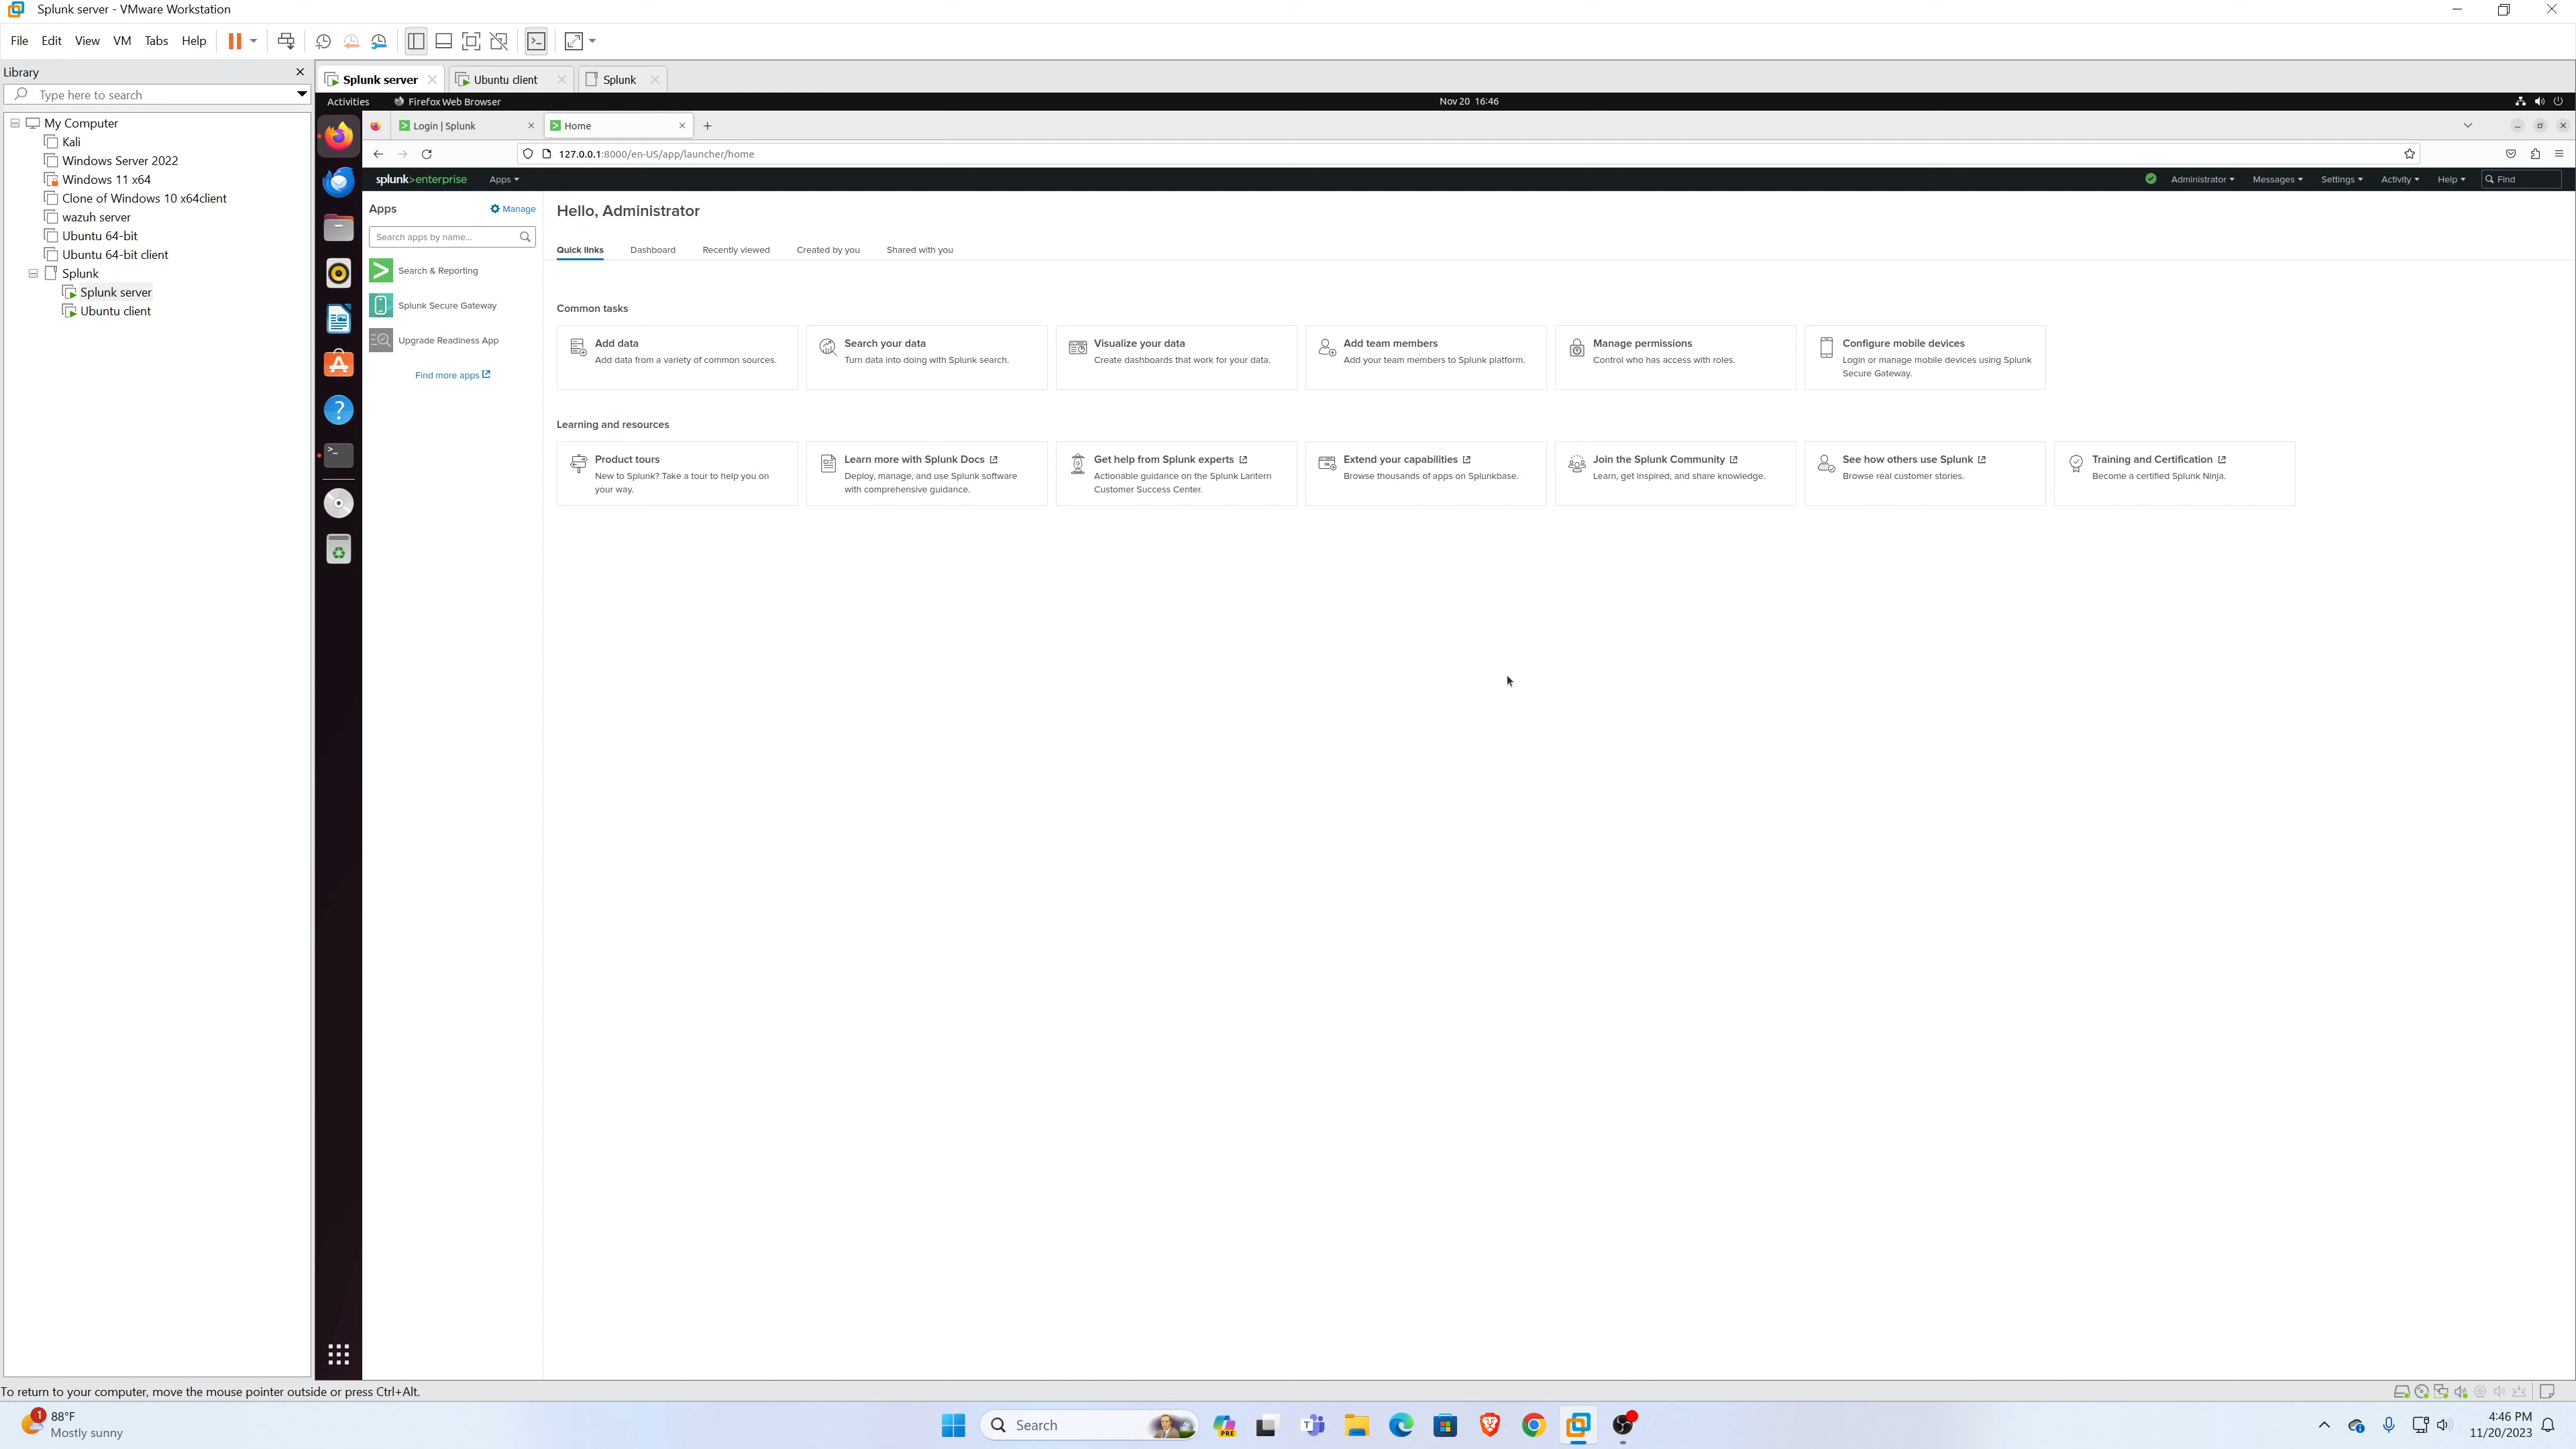 Splunk server - VMware Workstation
File Edit View VM Tabs Help
Library
Type here to search
My Computer
Kali
Windows Server 2022
Windows 11 x64
Clone of Windows 10 x64client
wazuh server
Ubuntu 64-bit
Ubuntu 64-bit client
Splunk
Splunk server
Ubuntu client
Splunk server Ubuntu client Splunk
Activities Firefox Web Browser Nov 20 16:46
Login | Splunk Home
127.0.0.1:8000/en-US/app/launcher/home
splunk>enterprise Apps Administrator Messages Settings Activity Help Find
Apps Manage
Search apps by name...
Search & Reporting
Splunk Secure Gateway
Upgrade Readiness App
Find more apps
Hello, Administrator
Quick links Dashboard Recently viewed Created by you Shared with you
Common tasks
Add data
Add data from a variety of common sources.
Search your data
Turn data into doing with Splunk search.
Visualize your data
Create dashboards that work for your data.
Add team members
Add your team members to Splunk platform.
Manage permissions
Control who has access with roles.
Configure mobile devices
Login or manage mobile devices using Splunk
Secure Gateway.
Learning and resources
Product tours
New to Splunk? Take a tour to help you on
your way.
Learn more with Splunk Docs
Deploy, manage, and use Splunk software
with comprehensive guidance.
Get help from Splunk experts
Actionable guidance on the Splunk Lantern
Customer Success Center.
Extend your capabilities
Browse thousands of apps on Splunkbase.
Join the Splunk Community
Learn, get inspired, and share knowledge.
See how others use Splunk
Browse real customer stories.
Training and Certification
Become a certified Splunk Ninja.
To return to your computer, move the mouse pointer outside or press Ctrl+Alt.
1
88°F
Mostly sunny
Search
PRE
4:46 PM
11/20/2023